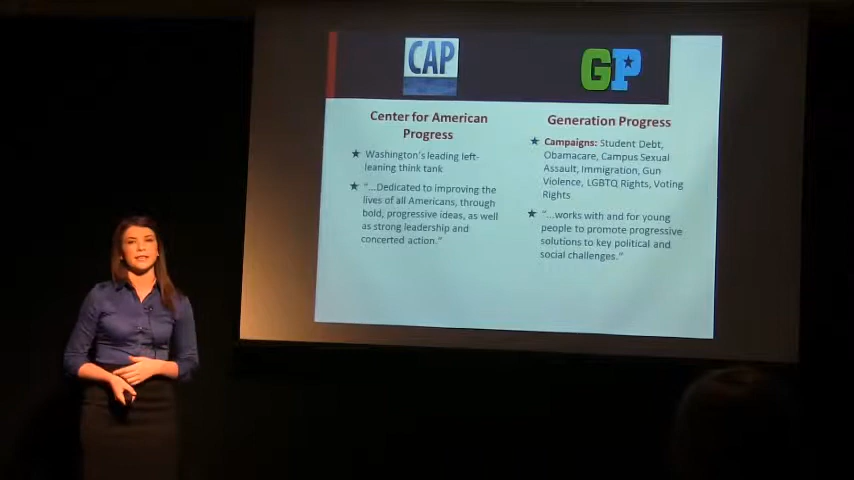 CAP
GP
Center for American
Progress
★ Washington's leading left-
leaning think tank
★ "...Dedicated to improving the
lives of all Americans, through
bold, progressive ideas, as well
as strong leadership and
concerted action."
Generation Progress
★ Campaigns: Student Debt,
Obamacare, Campus Sexual
Assault, Immigration, Gun
Violence, LGBTQ Rights, Voting
Rights
★ "...works with and for young
people to promote progressive
solutions to key political and
social challenges."